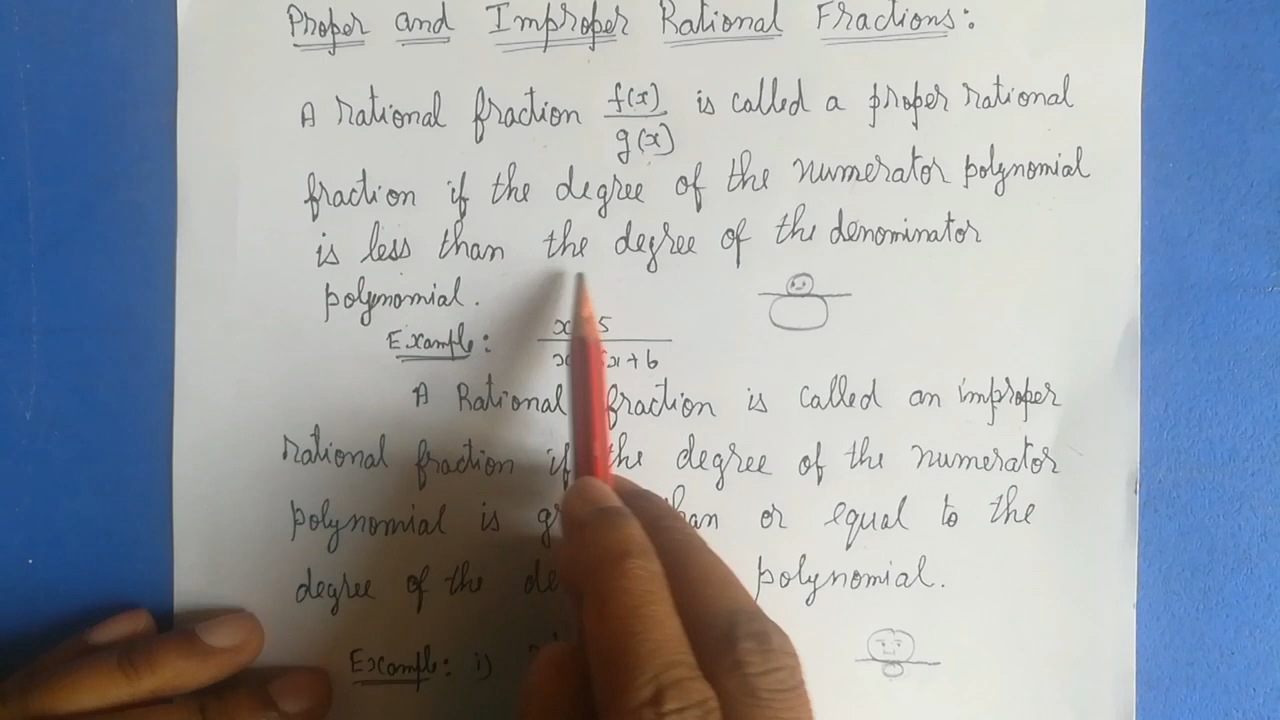 Proper and Improper Rational Fractions:
A rational fraction f(x)/g(x) is called a proper rational
fraction if the degree of the numerator polynomial
is less than the degree of the denominator
polynomial.
Example: x 5
x x + 6
A Rational fraction is called an improper
rational fraction if the degree of the numerator
polynomial is or equal to the
degree of the polynomial.
Example: i)